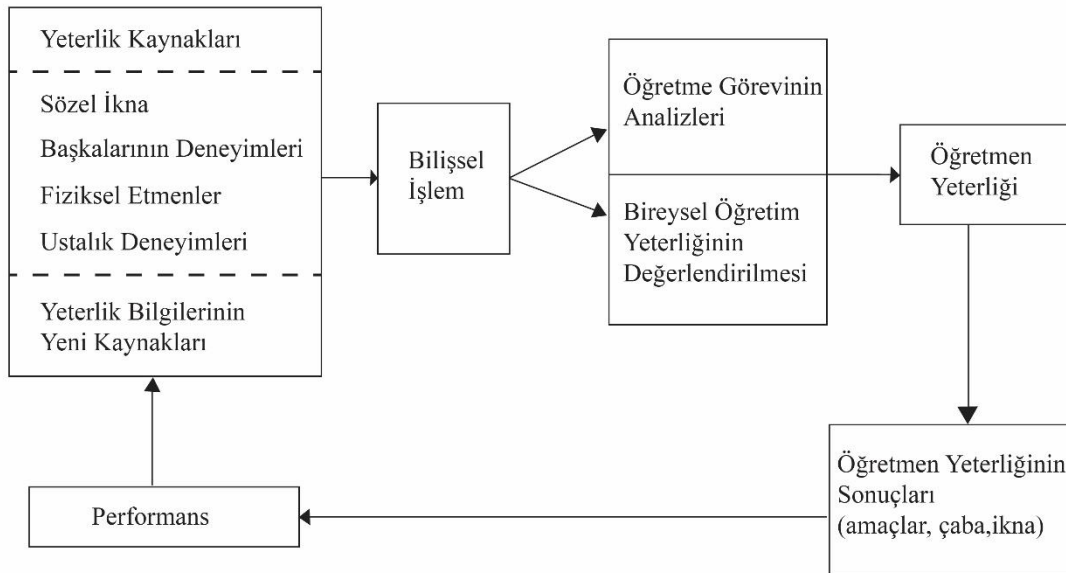 Yeterlik Kaynakları
Sözel İkna
Başkalarının Deneyimleri
Fiziksel Etmenler
Ustalık Deneyimleri
Yeterlik Bilgilerinin
Yeni Kaynakları
Bilişsel
İşlem
Öğretme Görevinin
Analizleri
Bireysel Öğretim
Yeterliğinin
Değerlendirilmesi
Öğretmen
Yeterliği
Öğretmen Yeterliğinin
Sonuçları
(amaçlar, çaba,ikna)
Performans